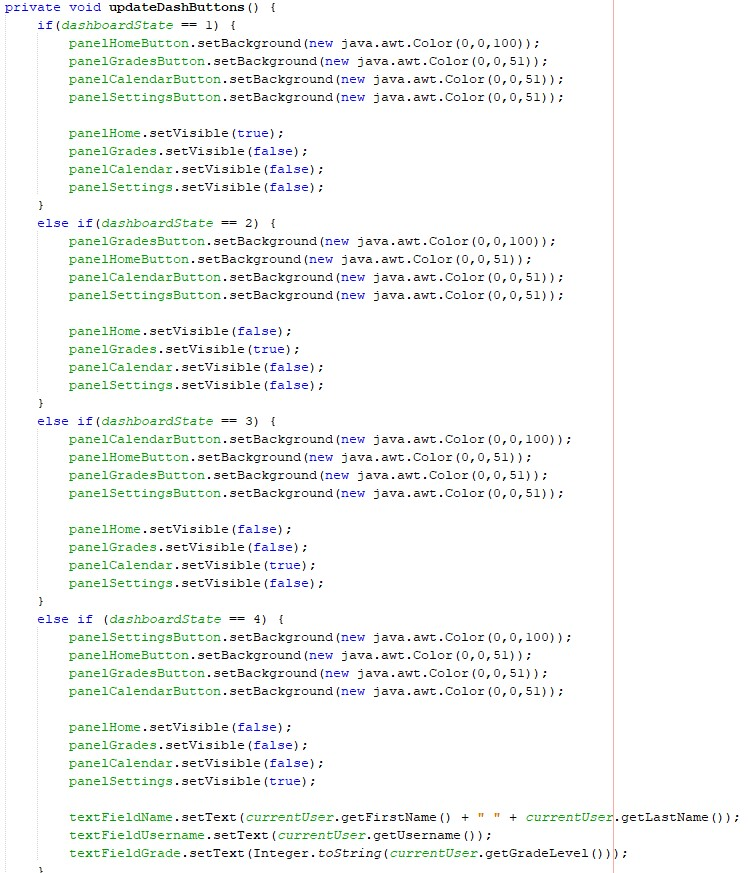 private void updateDashButtons() {
    if(dashboardState == 1) {
        panelHomeButton.setBackground(new java.awt.Color(0,0,100));
        panelGradesButton.setBackground(new java.awt.Color(0,0,51));
        panelCalendarButton.setBackground(new java.awt.Color(0,0,51));
        panelSettingsButton.setBackground(new java.awt.Color(0,0,51));

        panelHome.setVisible(true);
        panelGrades.setVisible(false);
        panelCalendar.setVisible(false);
        panelSettings.setVisible(false);
    }
    else if(dashboardState == 2) {
        panelGradesButton.setBackground(new java.awt.Color(0,0,100));
        panelHomeButton.setBackground(new java.awt.Color(0,0,51));
        panelCalendarButton.setBackground(new java.awt.Color(0,0,51));
        panelSettingsButton.setBackground(new java.awt.Color(0,0,51));

        panelHome.setVisible(false);
        panelGrades.setVisible(true);
        panelCalendar.setVisible(false);
        panelSettings.setVisible(false);
    }
    else if(dashboardState == 3) {
        panelCalendarButton.setBackground(new java.awt.Color(0,0,100));
        panelHomeButton.setBackground(new java.awt.Color(0,0,51));
        panelGradesButton.setBackground(new java.awt.Color(0,0,51));
        panelSettingsButton.setBackground(new java.awt.Color(0,0,51));

        panelHome.setVisible(false);
        panelGrades.setVisible(false);
        panelCalendar.setVisible(true);
        panelSettings.setVisible(false);
    }
    else if (dashboardState == 4) {
        panelSettingsButton.setBackground(new java.awt.Color(0,0,100));
        panelHomeButton.setBackground(new java.awt.Color(0,0,51));
        panelGradesButton.setBackground(new java.awt.Color(0,0,51));
        panelCalendarButton.setBackground(new java.awt.Color(0,0,51));

        panelHome.setVisible(false);
        panelGrades.setVisible(false);
        panelCalendar.setVisible(false);
        panelSettings.setVisible(true);

        textFieldName.setText(currentUser.getFirstName() + " " + currentUser.getLastName());
        textFieldUsername.setText(currentUser.getUsername());
        textFieldGrade.setText(Integer.toString(currentUser.getGradeLevel()));
    }